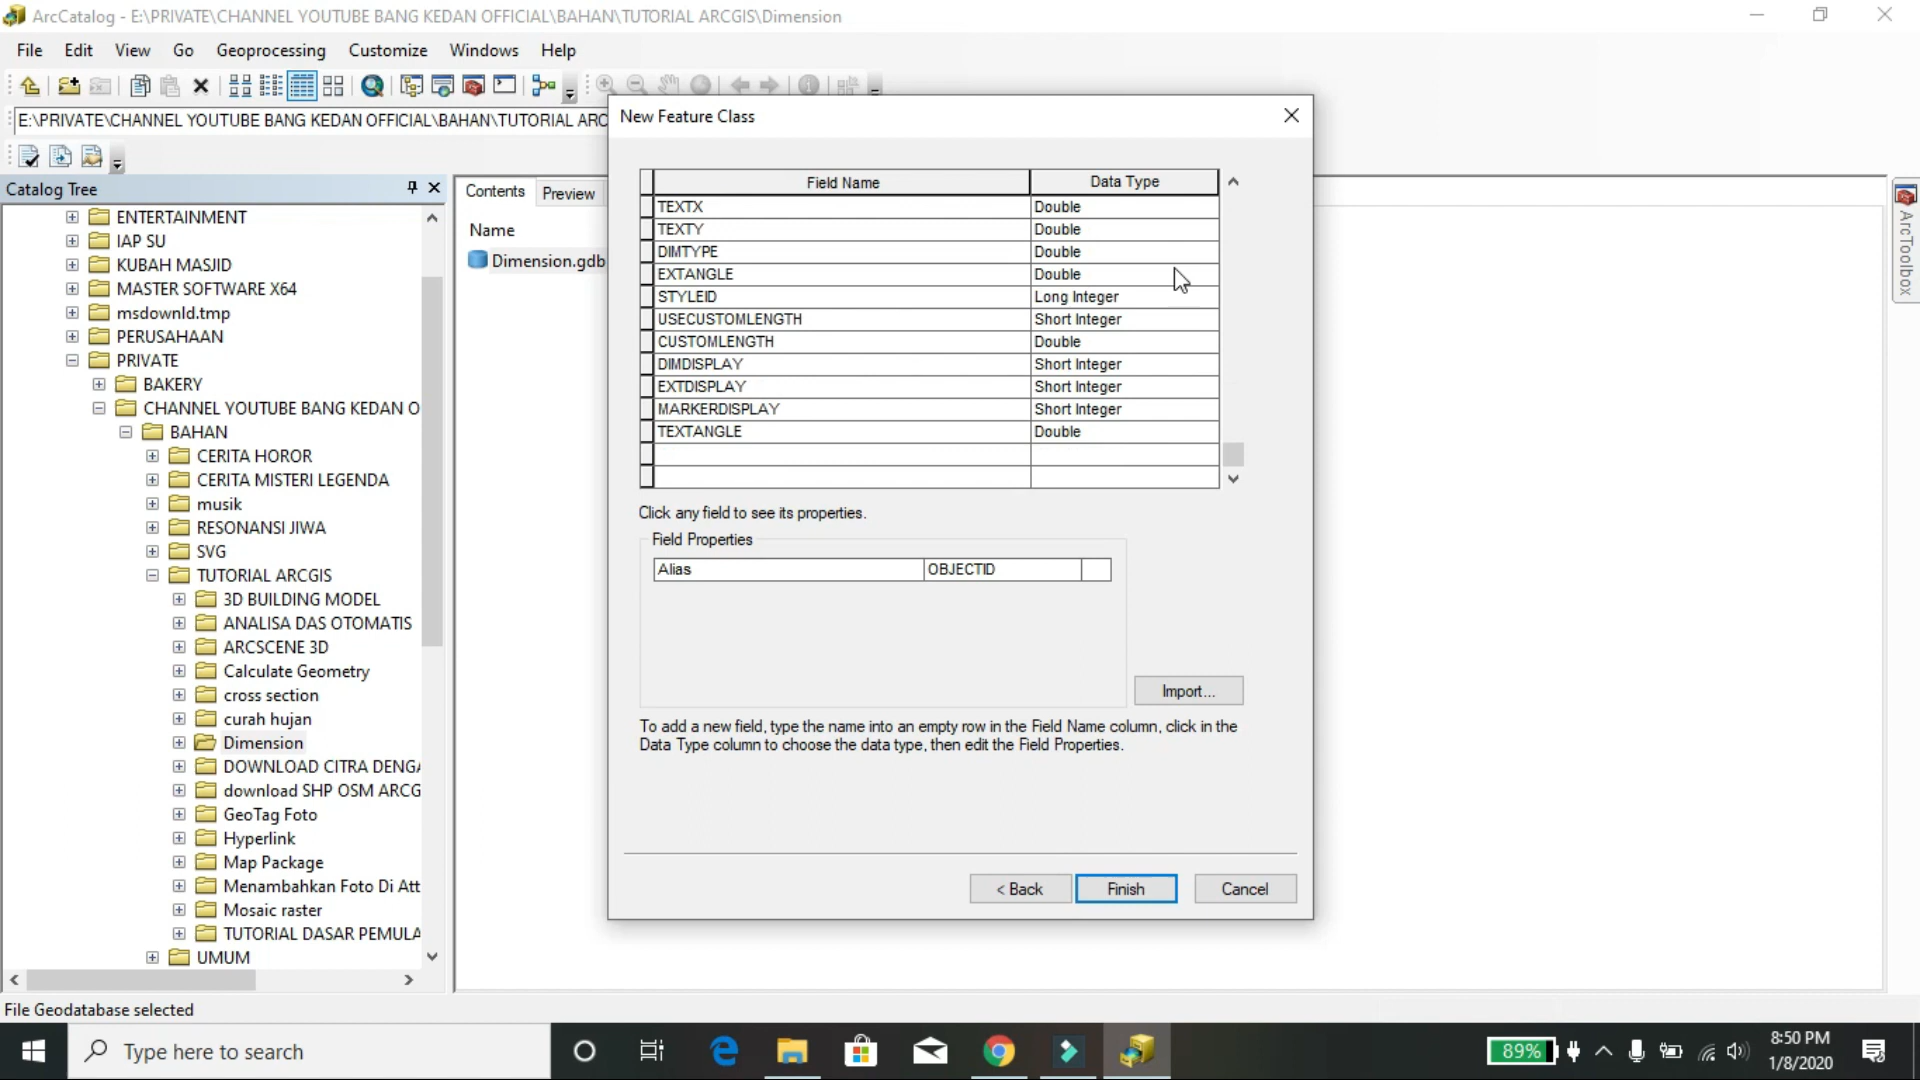 ArcCatalog - E:\PRIVATE\CHANNEL YOUTUBE BANG KEDAN OFFICIAL\BAHAN\TUTORIAL ARCGIS\Dimension
File Edit View Go Geoprocessing Customize Windows Help
E:\PRIVATE\CHANNEL YOUTUBE BANG KEDAN OFFICIAL\BAHAN\TUTORIAL ARC
Catalog Tree
ENTERTAINMENT
IAP SU
KUBAH MASJID
MASTER SOFTWARE X64
msdownld.tmp
PERUSAHAAN
PRIVATE
BAKERY
CHANNEL YOUTUBE BANG KEDAN O
BAHAN
CERITA HOROR
CERITA MISTERI LEGENDA
musik
RESONANSI JIWA
SVG
TUTORIAL ARCGIS
3D BUILDING MODEL
ANALISA DAS OTOMATIS
ARCSCENE 3D
Calculate Geometry
cross section
curah hujan
Dimension
DOWNLOAD CITRA DENGA
download SHP OSM ARCG
GeoTag Foto
Hyperlink
Map Package
Menambahkan Foto Di Att
Mosaic raster
TUTORIAL DASAR PEMULA
UMUM
Contents Preview
Name
Dimension.gdb
New Feature Class
Field Name Data Type
TEXTX Double
TEXTY Double
DIMTYPE Double
EXTANGLE Double
STYLEID Long Integer
USECUSTOMLENGTH Short Integer
CUSTOMLENGTH Double
DIMDISPLAY Short Integer
EXTDISPLAY Short Integer
MARKERDISPLAY Short Integer
TEXTANGLE Double
Click any field to see its properties.
Field Properties
Alias OBJECTID
Import...
To add a new field, type the name into an empty row in the Field Name column, click in the
Data Type column to choose the data type, then edit the Field Properties.
< Back Finish Cancel
ArcToolbox
File Geodatabase selected
Type here to search
89%
8:50 PM
1/8/2020